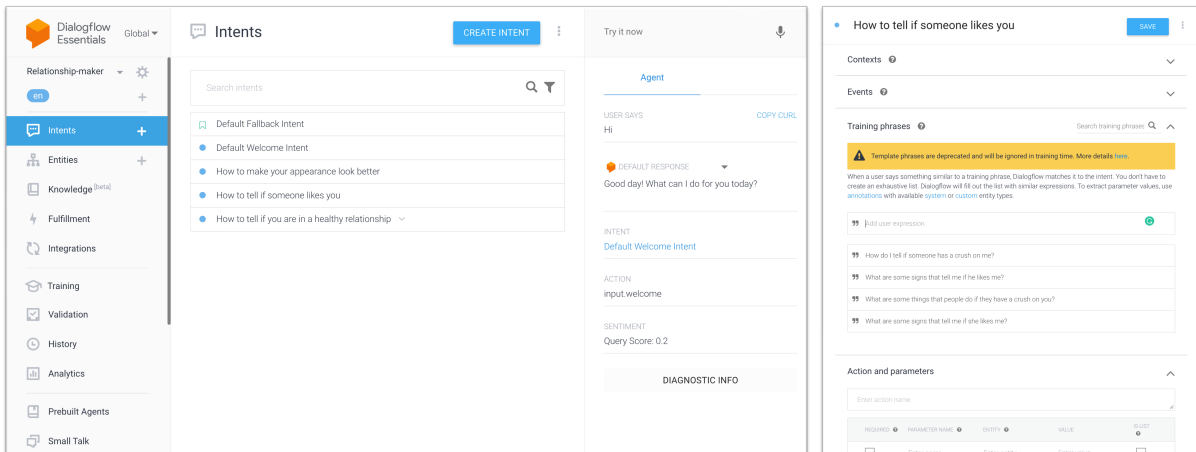 Dialogflow
Essentials
Global
Relationship-maker
en
Intents
Entities
Knowledge [beta]
Fulfillment
Integrations
Training
Validation
History
Analytics
Prebuilt Agents
Small Talk
Intents
CREATE INTENT
Search intents
Default Fallback Intent
Default Welcome Intent
How to make your appearance look better
How to tell if someone likes you
How to tell if you are in a healthy relationship
Try it now
Agent
USER SAYS
COPY CURL
Hi
DEFAULT RESPONSE
Good day! What can I do for you today?
INTENT
Default Welcome Intent
ACTION
input.welcome
SENTIMENT
Query Score: 0.2
DIAGNOSTIC INFO
How to tell if someone likes you
SAVE
Contexts
Events
Training phrases
Search training phrases
Template phrases are deprecated and will be ignored in training time. More details here.
When a user says something similar to a training phrase, Dialogflow matches it to the intent. You don't have to
create an exhaustive list. Dialogflow will fill out the list with similar expressions. To extract parameter values, use
annotations with available system or custom entity types.
Add user expression
How do I tell if someone has a crush on me?
What are some signs that tell me if he likes me?
What are some things that people do if they have a crush on you?
What are some signs that tell me if she likes me?
Action and parameters
Enter action name
REQUIRED PARAMETER NAME ENTITY VALUE IS LIST